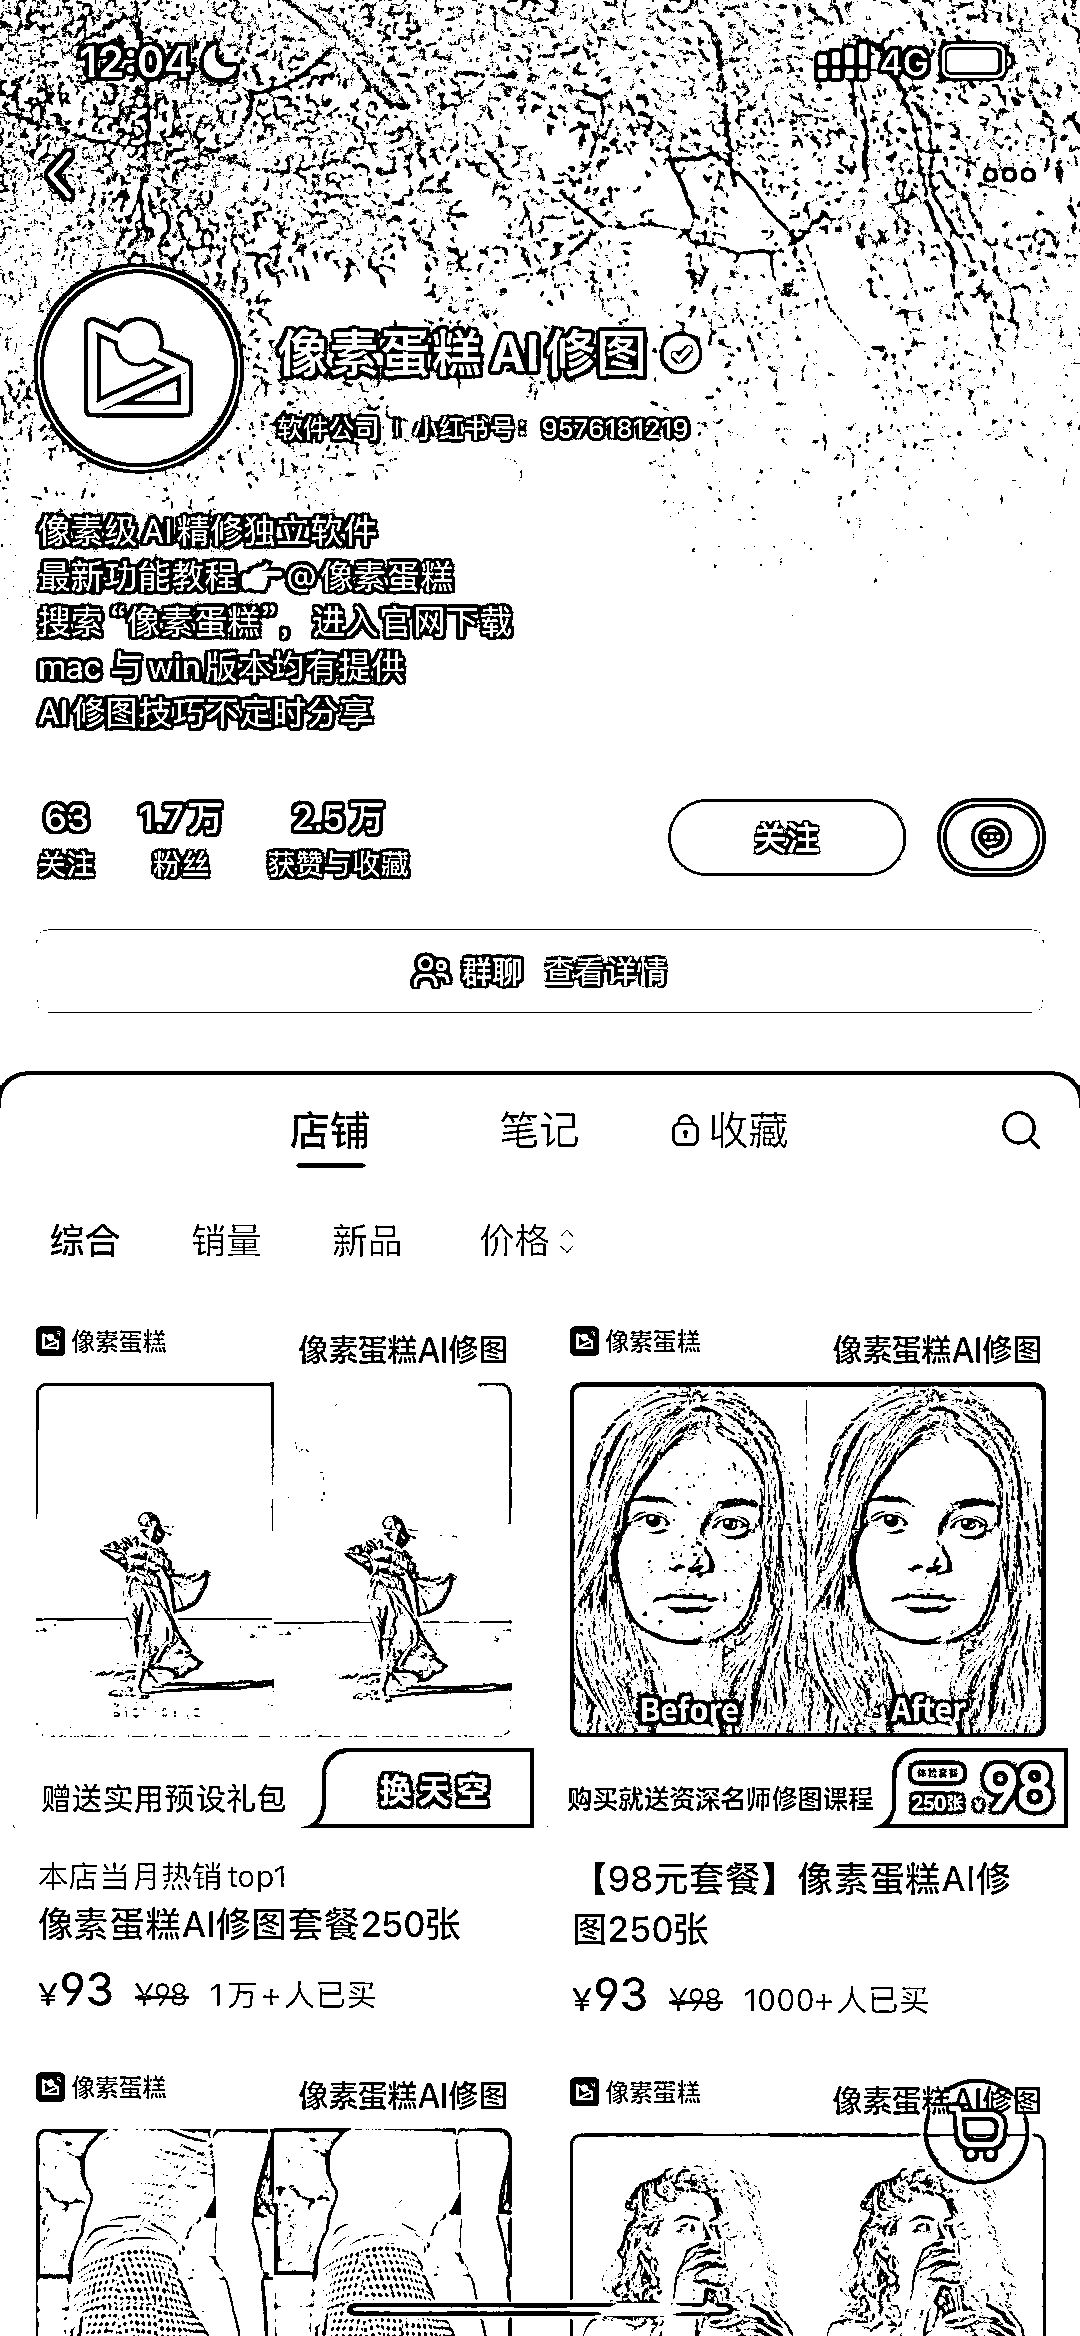 12:04
4G
像素蛋糕AI修图
软件公司 | 小红书号：9576181219
像素级AI精修独立软件
最新功能教程👉@像素蛋糕
搜索“像素蛋糕”，进入官网下载
mac 与 win版本均有提供
AI修图技巧不定时分享
63 1.7万 2.5万
关注 粉丝 获赞与收藏
关注
群聊 查看详情
店铺 笔记 收藏
综合 销量 新品 价格
像素蛋糕 像素蛋糕AI修图
赠送实用预设礼包 换天空
本店当月热销top1
像素蛋糕AI修图套餐250张
¥93 ¥98 1万+人已买
像素蛋糕 像素蛋糕AI修图
Before After
购买就送资深名师修图课程 体验套餐 250张 ¥98
【98元套餐】像素蛋糕AI修
图250张
¥93 ¥98 1000+人已买
像素蛋糕 像素蛋糕AI修图
像素蛋糕 像素蛋糕AI修图